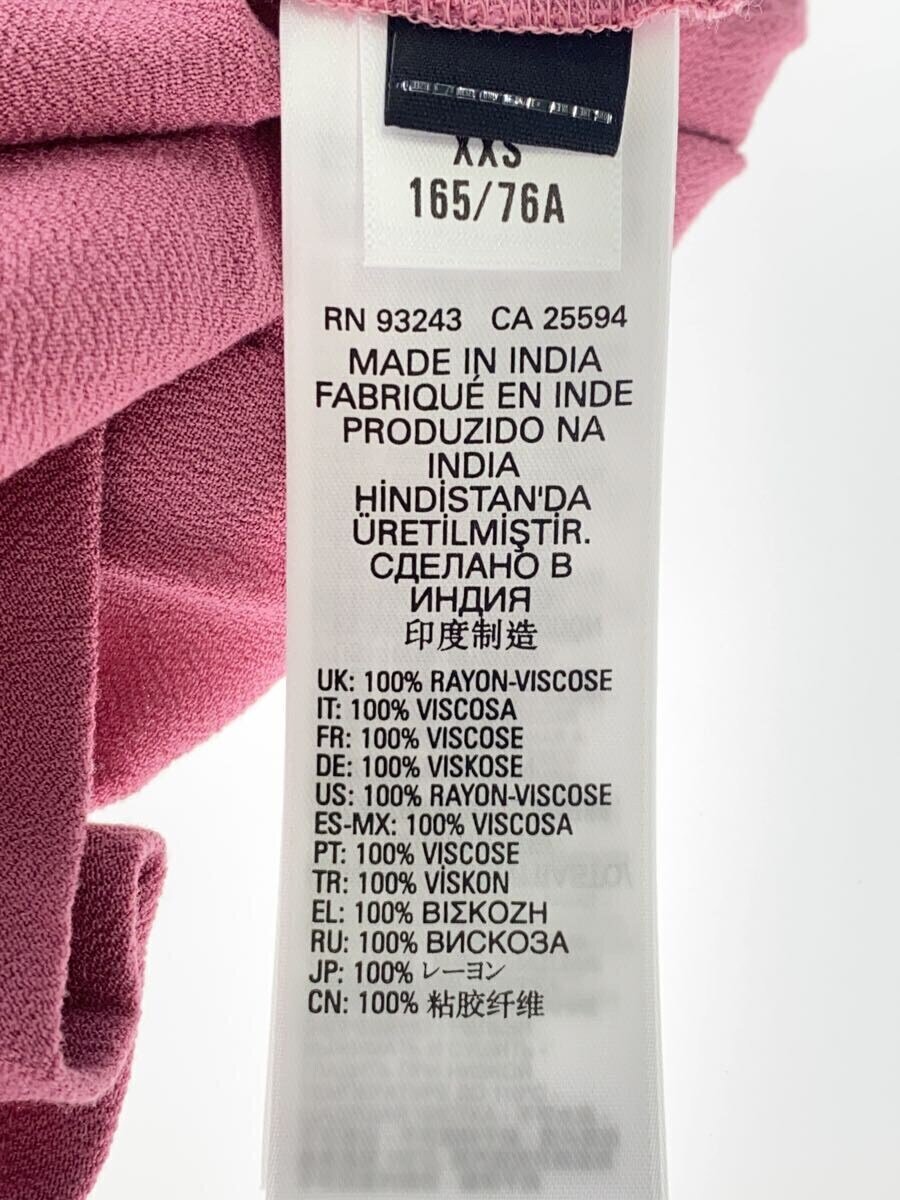 XXS
165/76A
RN 93243 CA 25594
MADE IN INDIA
FABRIQUÉ EN INDE
PRODUZIDO NA
INDIA
HİNDİSTAN'DA
ÜRETİLMİŞTİR.
СДЕЛАНО В
ИНДИЯ
印度制造
UK: 100% RAYON-VISCOSE
IT: 100% VISCOSA
FR: 100% VISCOSE
DE: 100% VISKOSE
US: 100% RAYON-VISCOSE
ES-MX: 100% VISCOSA
PT: 100% VISCOSE
TR: 100% VİSKON
EL: 100% ΒΙΣΚΟΖΗ
RU: 100% ВИСКОЗА
JP: 100% レーヨン
CN: 100% 粘胶纤维